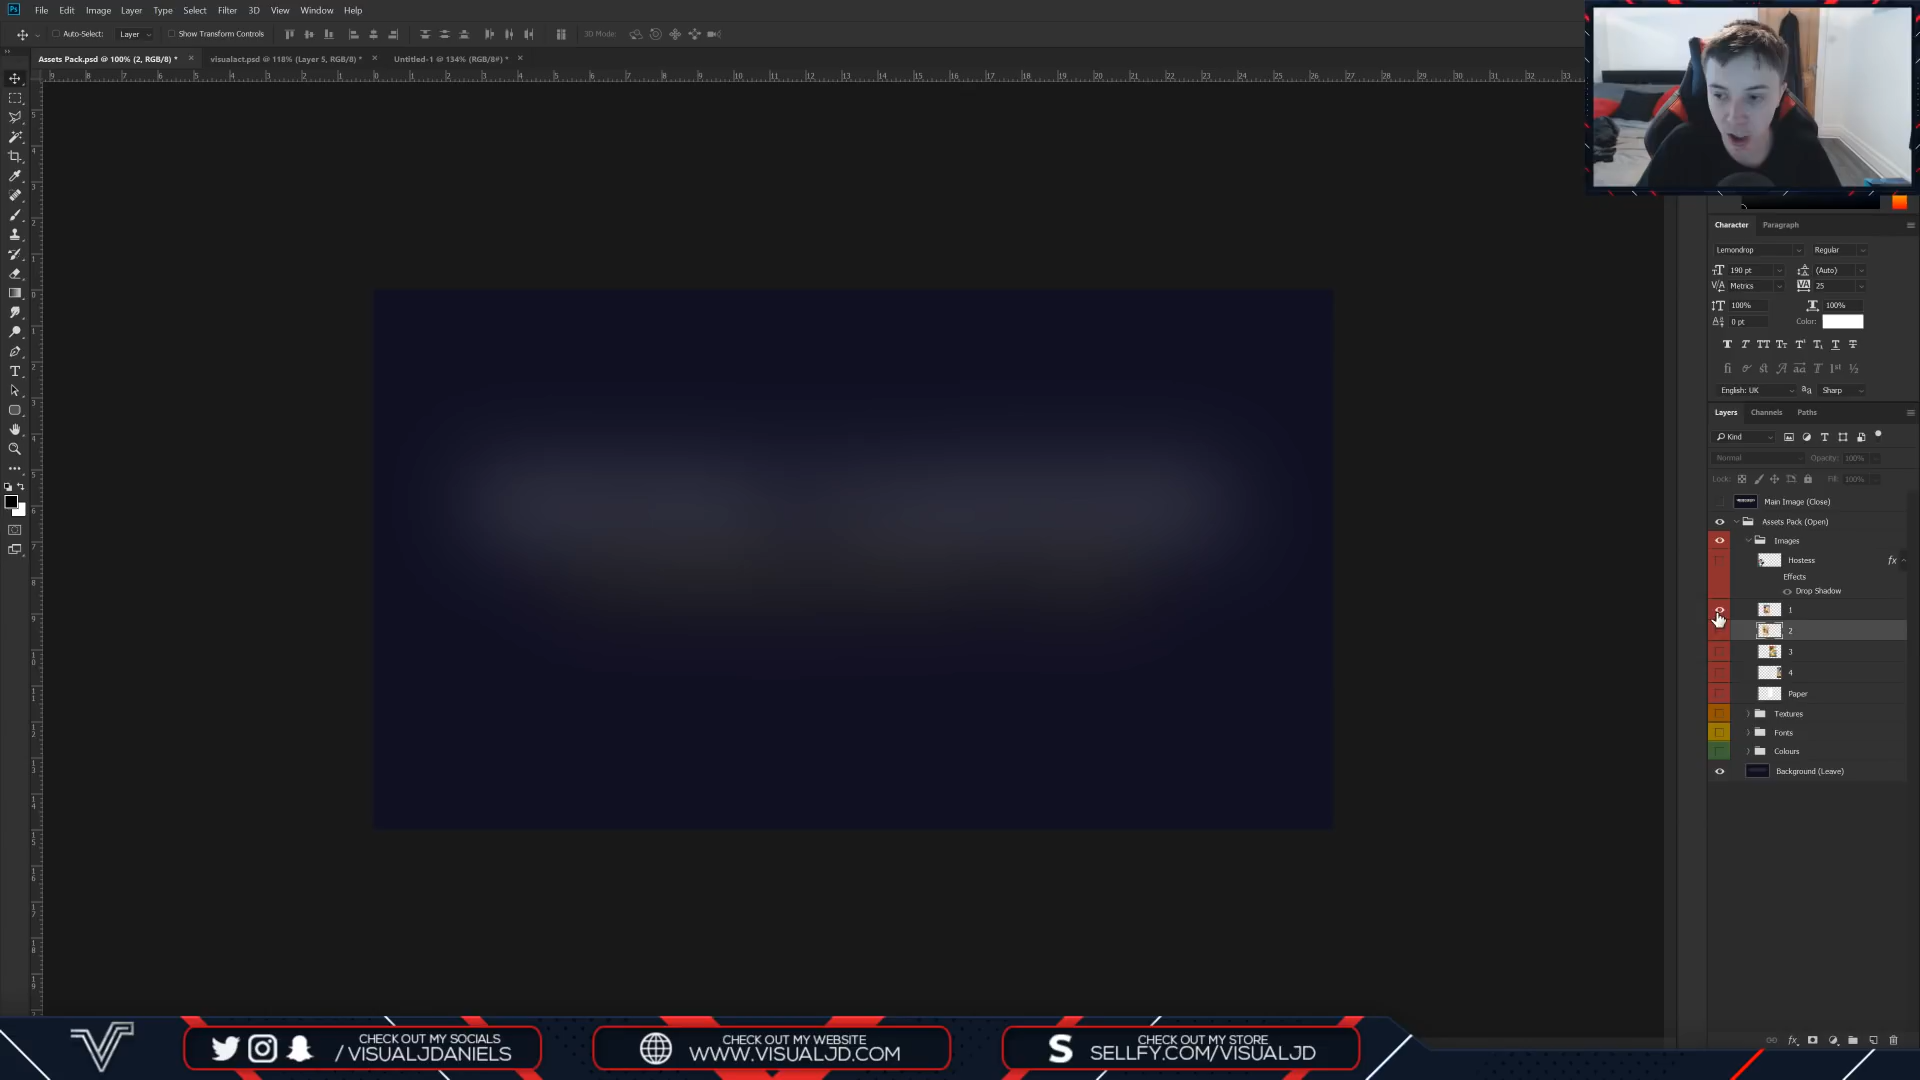 File Edit Image Layer Type Select Filter 3D View Window Help
Auto-Select: Layer Show Transform Controls 3D Mode:
Assets Pack.psd @ 100% (2, RGB/8) * visualact.psd @ 118% (Layer 5, RGB/8) * Untitled-1 @ 134% (RGB/8#) *
Character Paragraph
Lemondrop Regular
190 pt (Auto)
Metrics 25
100% 100%
0 pt Color:
English: UK Sharp
Layers Channels Paths
Kind
Normal Opacity: 100%
Lock: Fill: 100%
Main Image (Close)
Assets Pack (Open)
Images
Hostess fx
Effects
Drop Shadow
1
2
3
4
Paper
Textures
Fonts
Colours
Background (Leave)
CHECK OUT MY SOCIALS
/ VISUALJDANIELS
CHECK OUT MY WEBSITE
WWW.VISUALJD.COM
CHECK OUT MY STORE
SELLFY.COM/VISUALJD